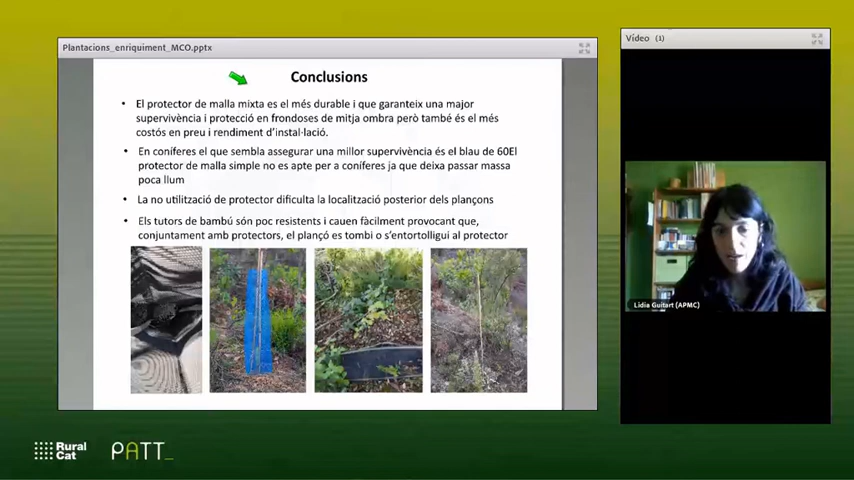 Plantacions_enriquiment_MCO.pptx
Vídeo (1)
Conclusions
• El protector de malla mixta es el més durable i que garanteix una major
supervivència i protecció en frondoses de mitja ombra però també és el més
costós en preu i rendiment d'instal·lació.
• En coníferes el que sembla assegurar una millor supervivència és el blau de 60El
protector de malla simple no es apte per a coníferes ja que deixa passar massa
poca llum
• La no utilització de protector dificulta la localització posterior dels plançons
• Els tutors de bambú són poc resistents i cauen fàcilment provocant que,
conjuntament amb protectors, el plançó es tombi o s'entortolligui al protector
Lidia Guitart (APMC)
Rural
Cat
PATT_